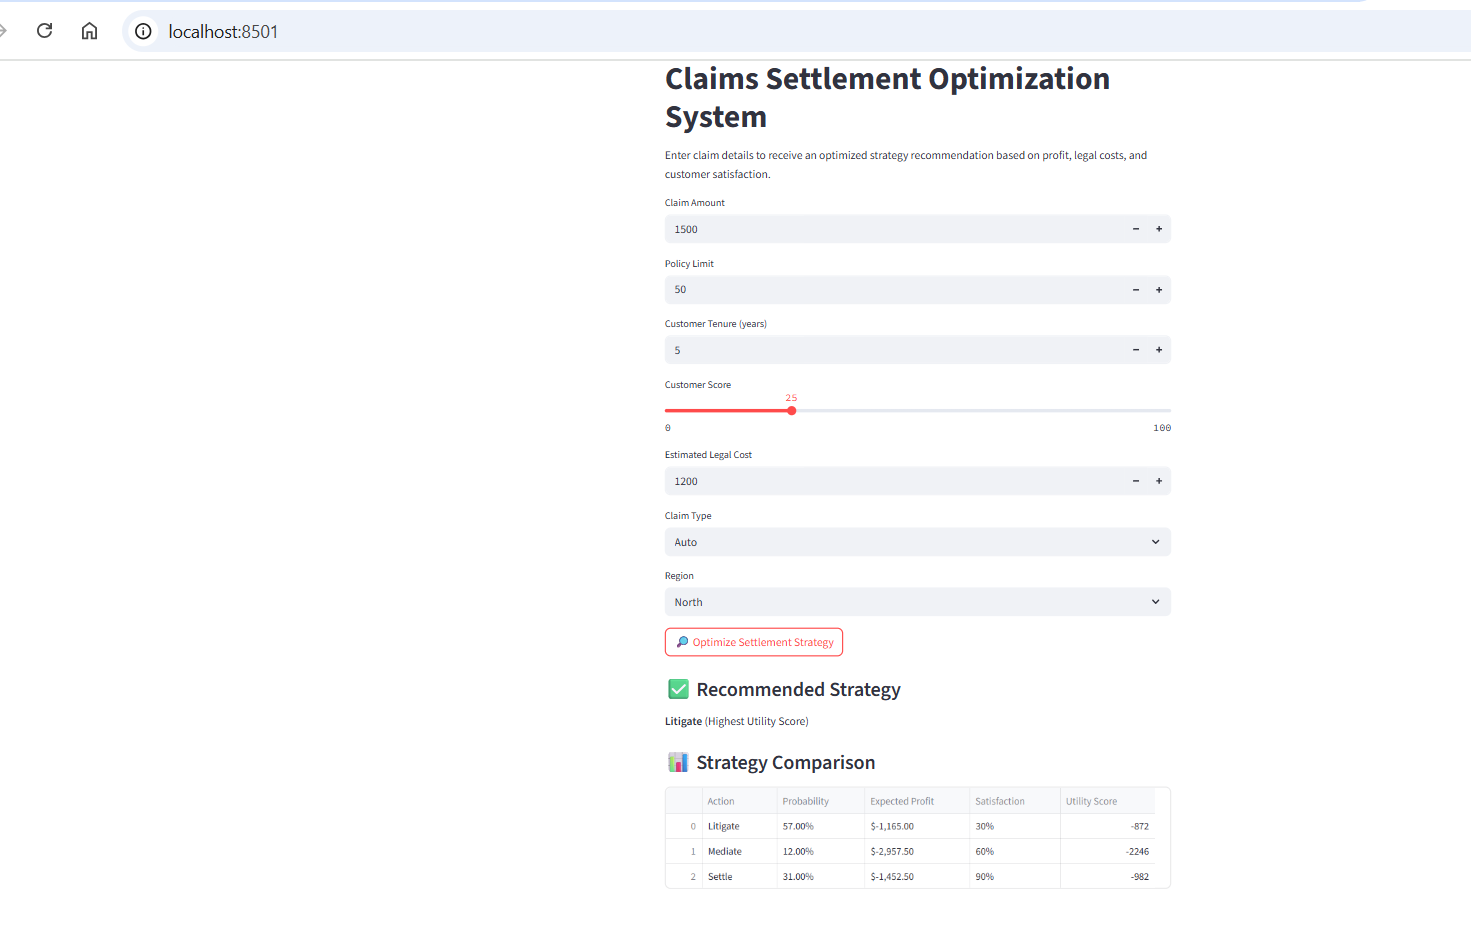 localhost:8501
Claims Settlement Optimization
System
Enter claim details to receive an optimized strategy recommendation based on profit, legal costs, and
customer satisfaction.
Claim Amount
1500 − +
Policy Limit
50 − +
Customer Tenure (years)
5 − +
Customer Score
25
0 100
Estimated Legal Cost
1200 − +
Claim Type
Auto
Region
North
Optimize Settlement Strategy
Recommended Strategy
Litigate (Highest Utility Score)
Strategy Comparison
Action Probability Expected Profit Satisfaction Utility Score
0 Litigate 57.00% $-1,165.00 30% -872
1 Mediate 12.00% $-2,957.50 60% -2246
2 Settle 31.00% $-1,452.50 90% -982